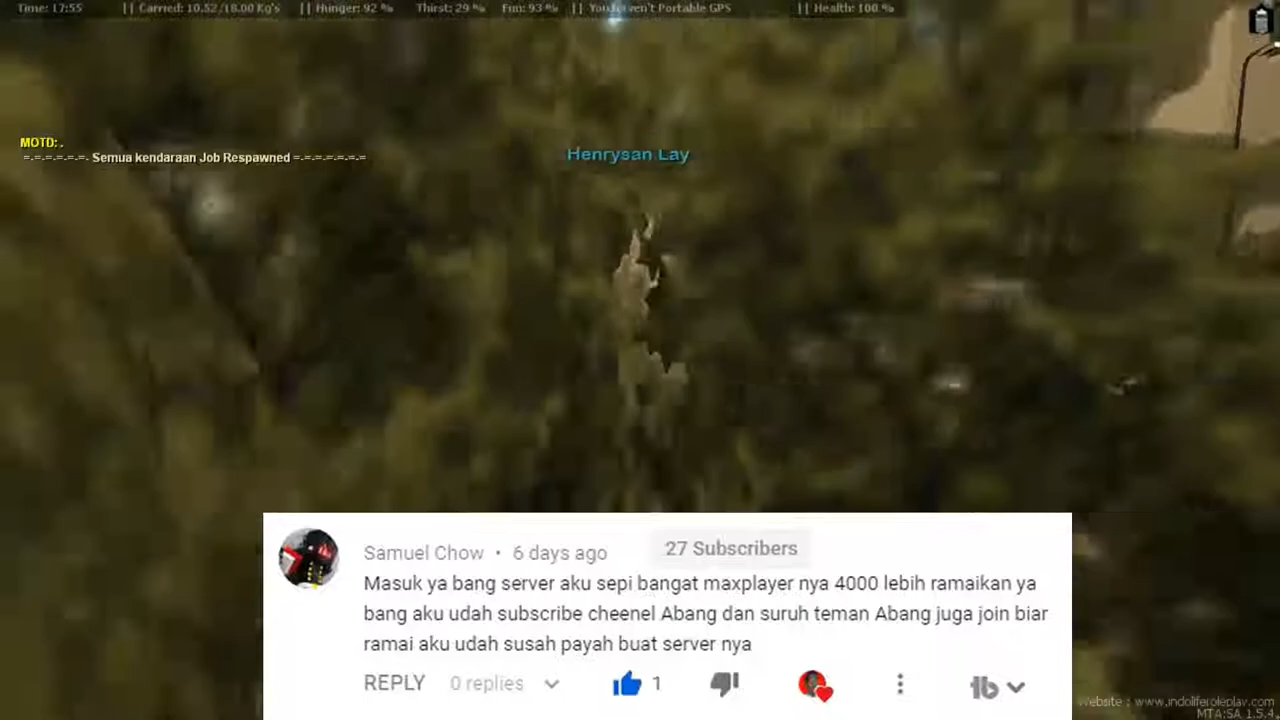 Time: 17:55 || Carried: 10.52/18.00 Kg's || Hunger: 92 % Thirst: 29 % Fun: 93 % || You haven't Portable GPS || Health: 100 %
MOTD: .
=-=-=-=-=-=- Semua kendaraan Job Respawned =-=-=-=-=-=-=
Henrysan Lay
Samuel Chow • 6 days ago 27 Subscribers
Masuk ya bang server aku sepi bangat maxplayer nya 4000 lebih ramaikan ya
bang aku udah subscribe cheenel Abang dan suruh teman Abang juga join biar
ramai aku udah susah payah buat server nya
REPLY 0 replies 1
Website : www.indoliferoleplay.com
MTA:SA 1.5.4